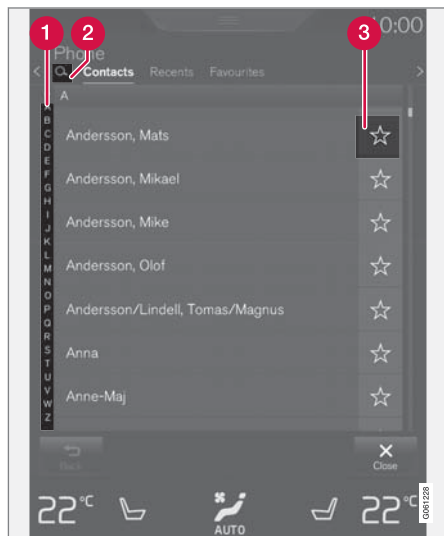 1 2 3
10:00
Phone
Contacts Recents Favourites
A
A
B
C
D
E
F
G
H
I
J
K
L
M
N
O
P
Q
R
S
T
U
V
W
Z
Andersson, Mats
Andersson, Mikael
Andersson, Mike
Andersson, Olof
Andersson/Lindell, Tomas/Magnus
Anna
Anne-Maj
Back
Close
22°C
AUTO
22°C
G061228